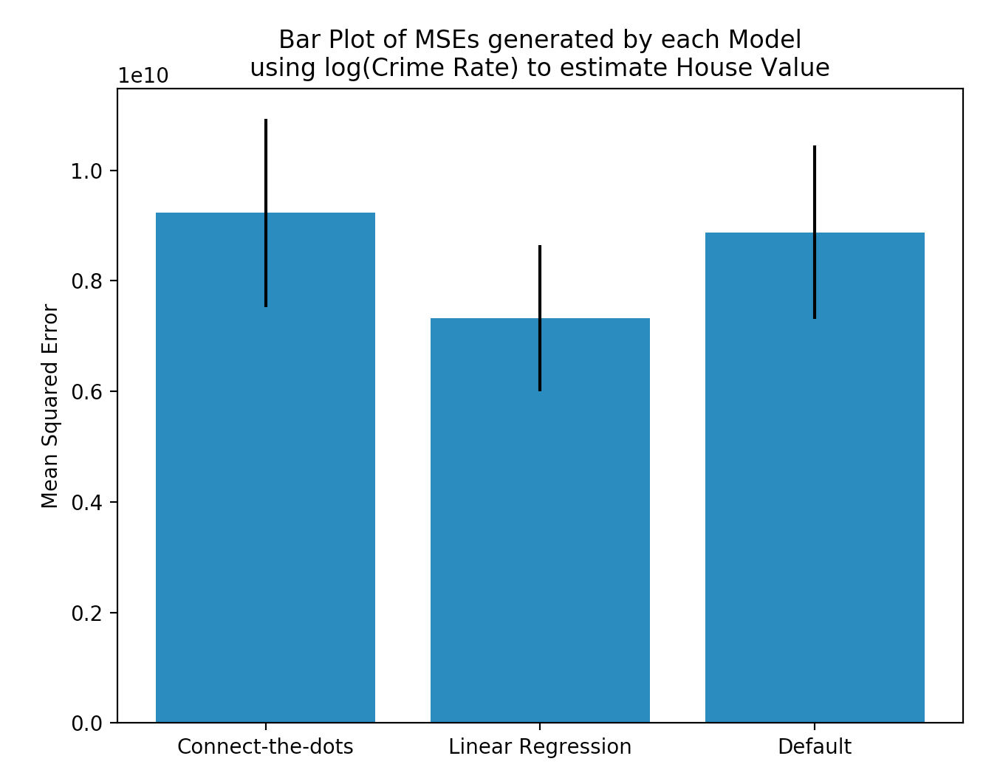 Bar Plot of MSEs generated by each Model
using log(Crime Rate) to estimate House Value
1e10
1.0
0.8
0.6
0.4
0.2
0.0
Mean Squared Error
Connect-the-dots
Linear Regression
Default